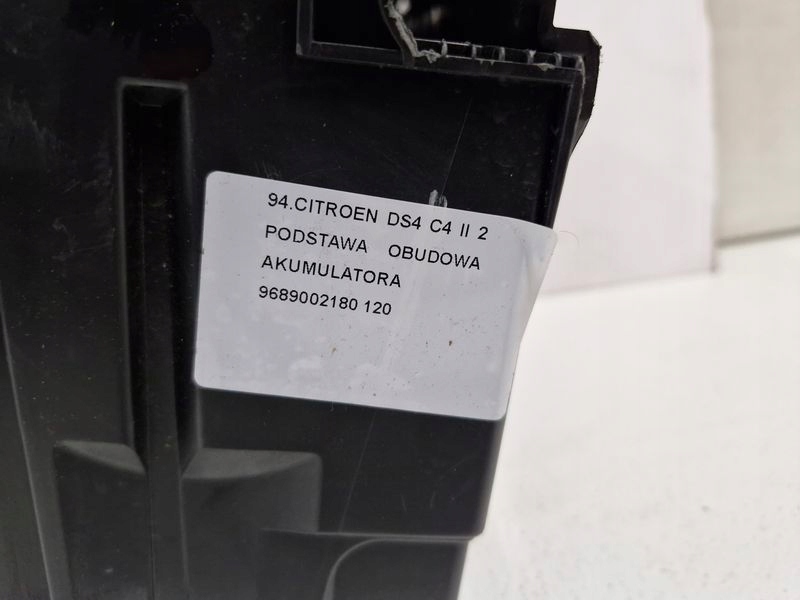 94.CITROEN DS4 C4 II 2
PODSTAWA OBUDOWA
AKUMULATORA
9689002180 120